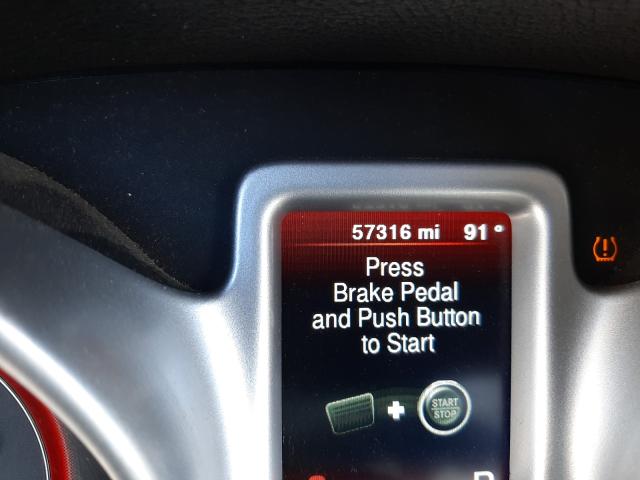 57316 mi 91°
Press
Brake Pedal
and Push Button
to Start
START
STOP